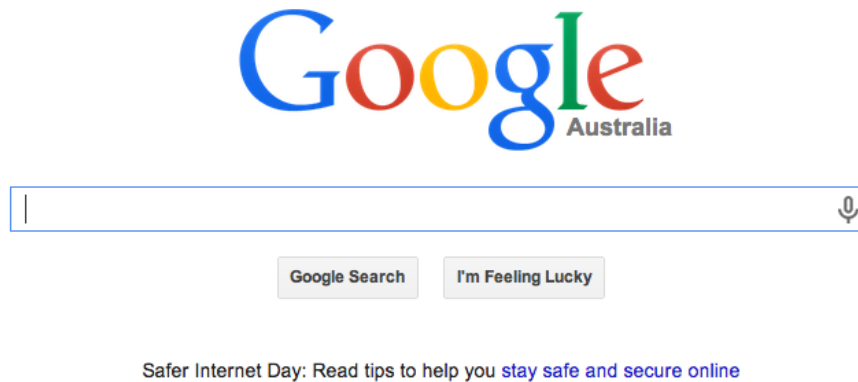 Google
Australia
Google Search
I'm Feeling Lucky
Safer Internet Day: Read tips to help you stay safe and secure online